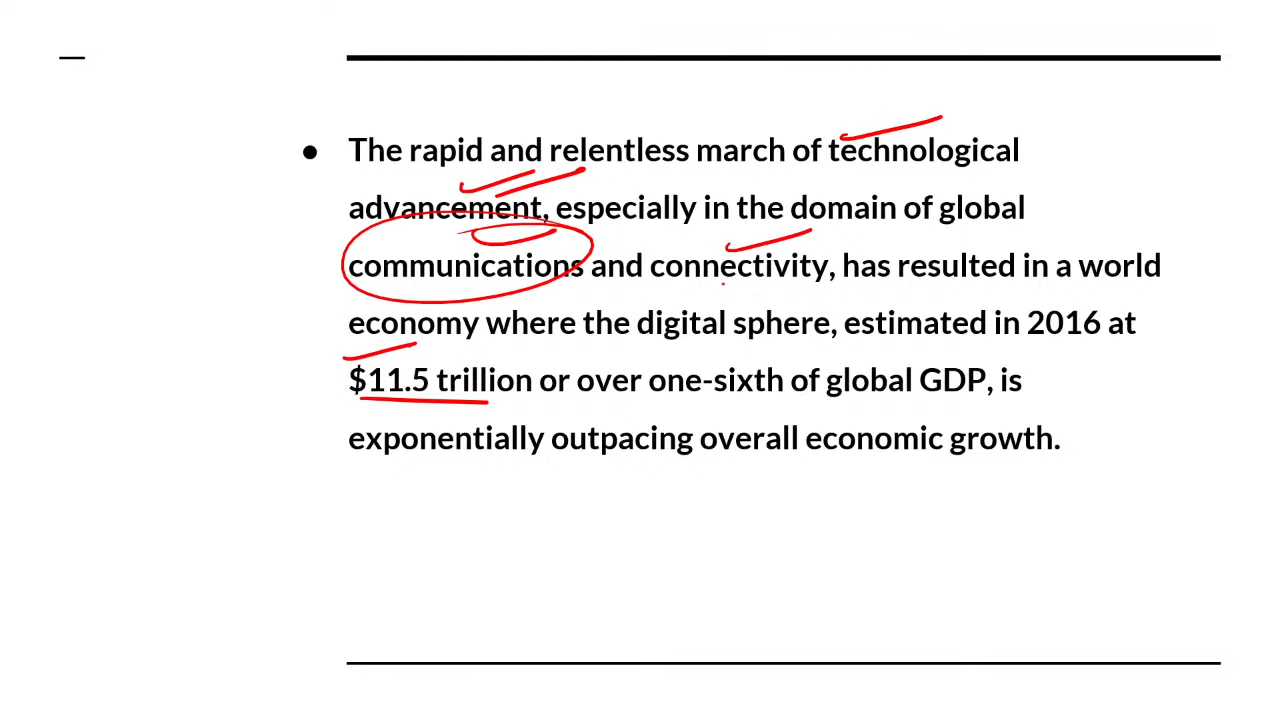 ● The rapid and relentless march of technological
advancement, especially in the domain of global
communications and connectivity, has resulted in a world
economy where the digital sphere, estimated in 2016 at
$11.5 trillion or over one-sixth of global GDP, is
exponentially outpacing overall economic growth.